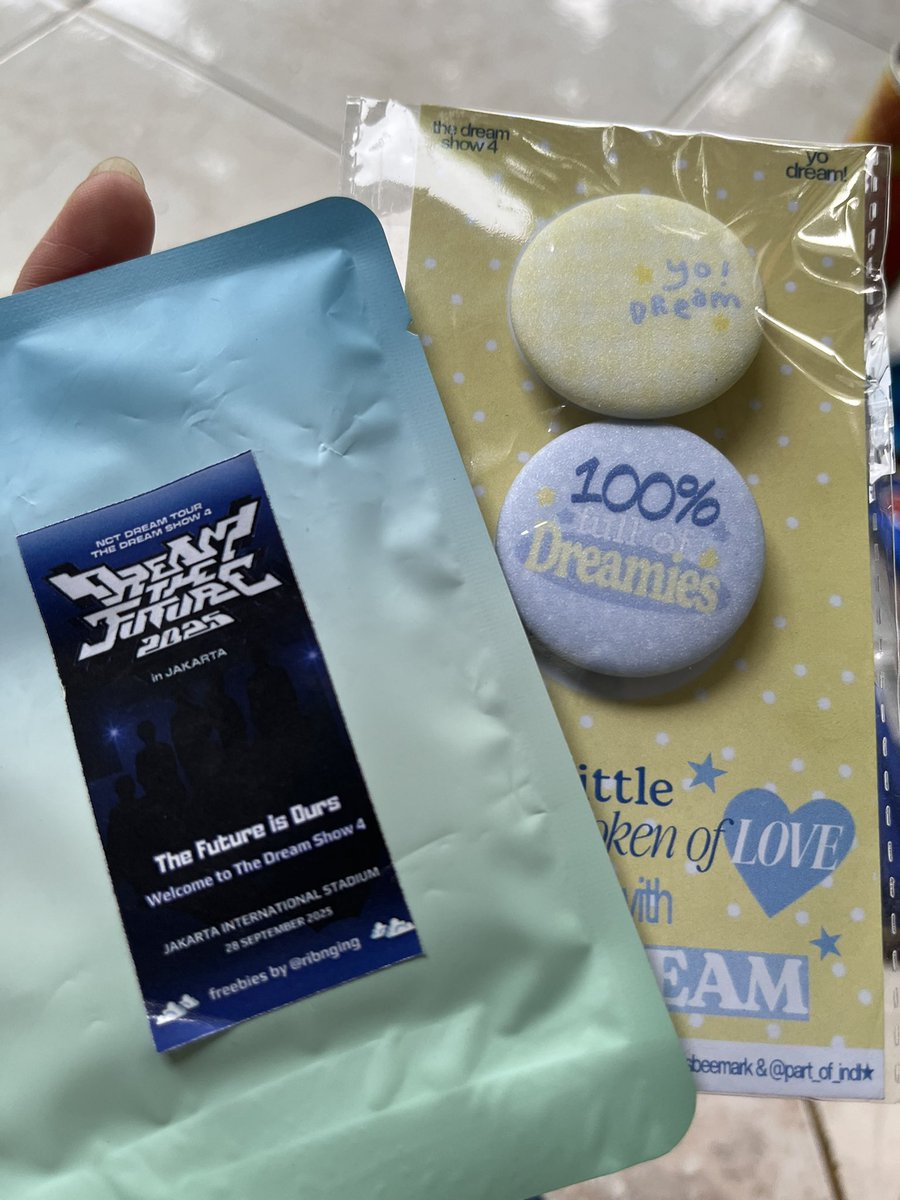 NCT DREAM TOUR
THE DREAM SHOW 4
DREAM
THE
FUTURE
2025
in JAKARTA
The Future is Ours
Welcome to The Dream Show 4
JAKARTA INTERNATIONAL STADIUM
28 SEPTEMBER 2025
freebies by @ribnging
the dream
show 4
yo
dream!
yo!
DReam
100%
full of
Dreamies
ittle
oken of LOVE
with
EAM
sbeemark & @part_of_indl★